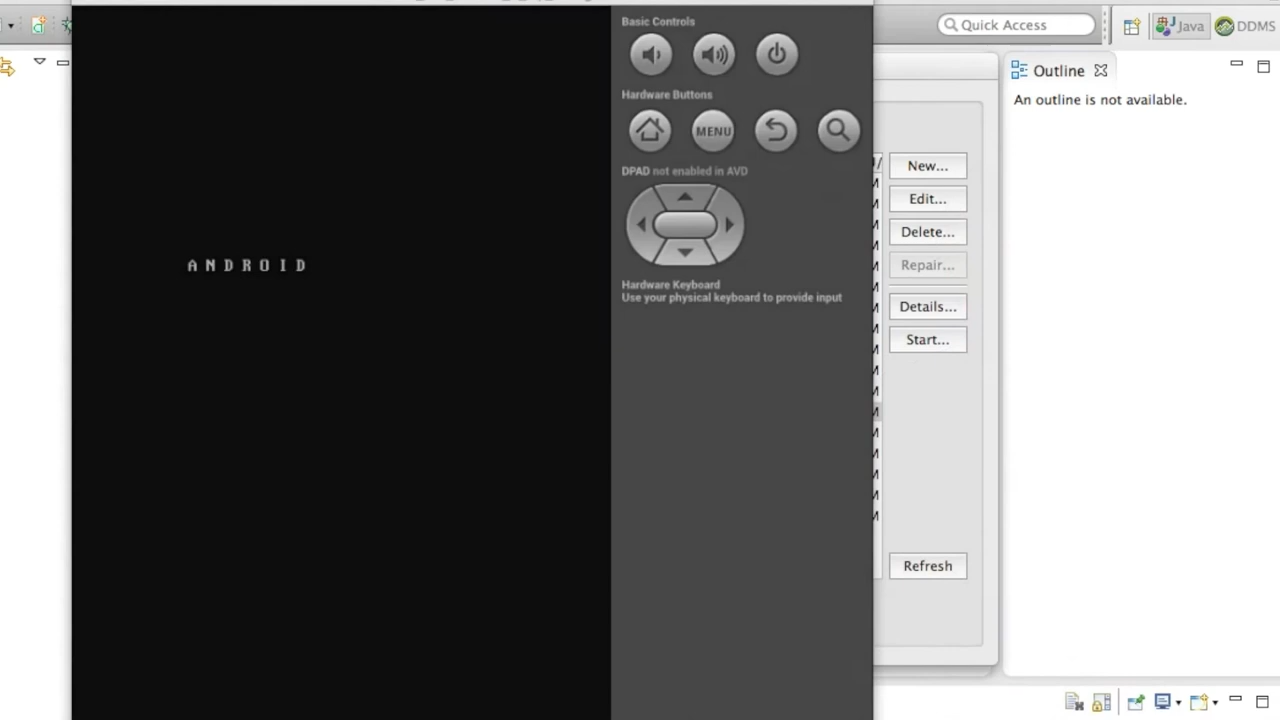 Basic Controls
Quick Access
Java
DDMS
Outline
An outline is not available.
Hardware Buttons
MENU
DPAD not enabled in AVD
ANDROID
Hardware Keyboard
Use your physical keyboard to provide input
New...
Edit...
Delete...
Repair...
Details...
Start...
Refresh